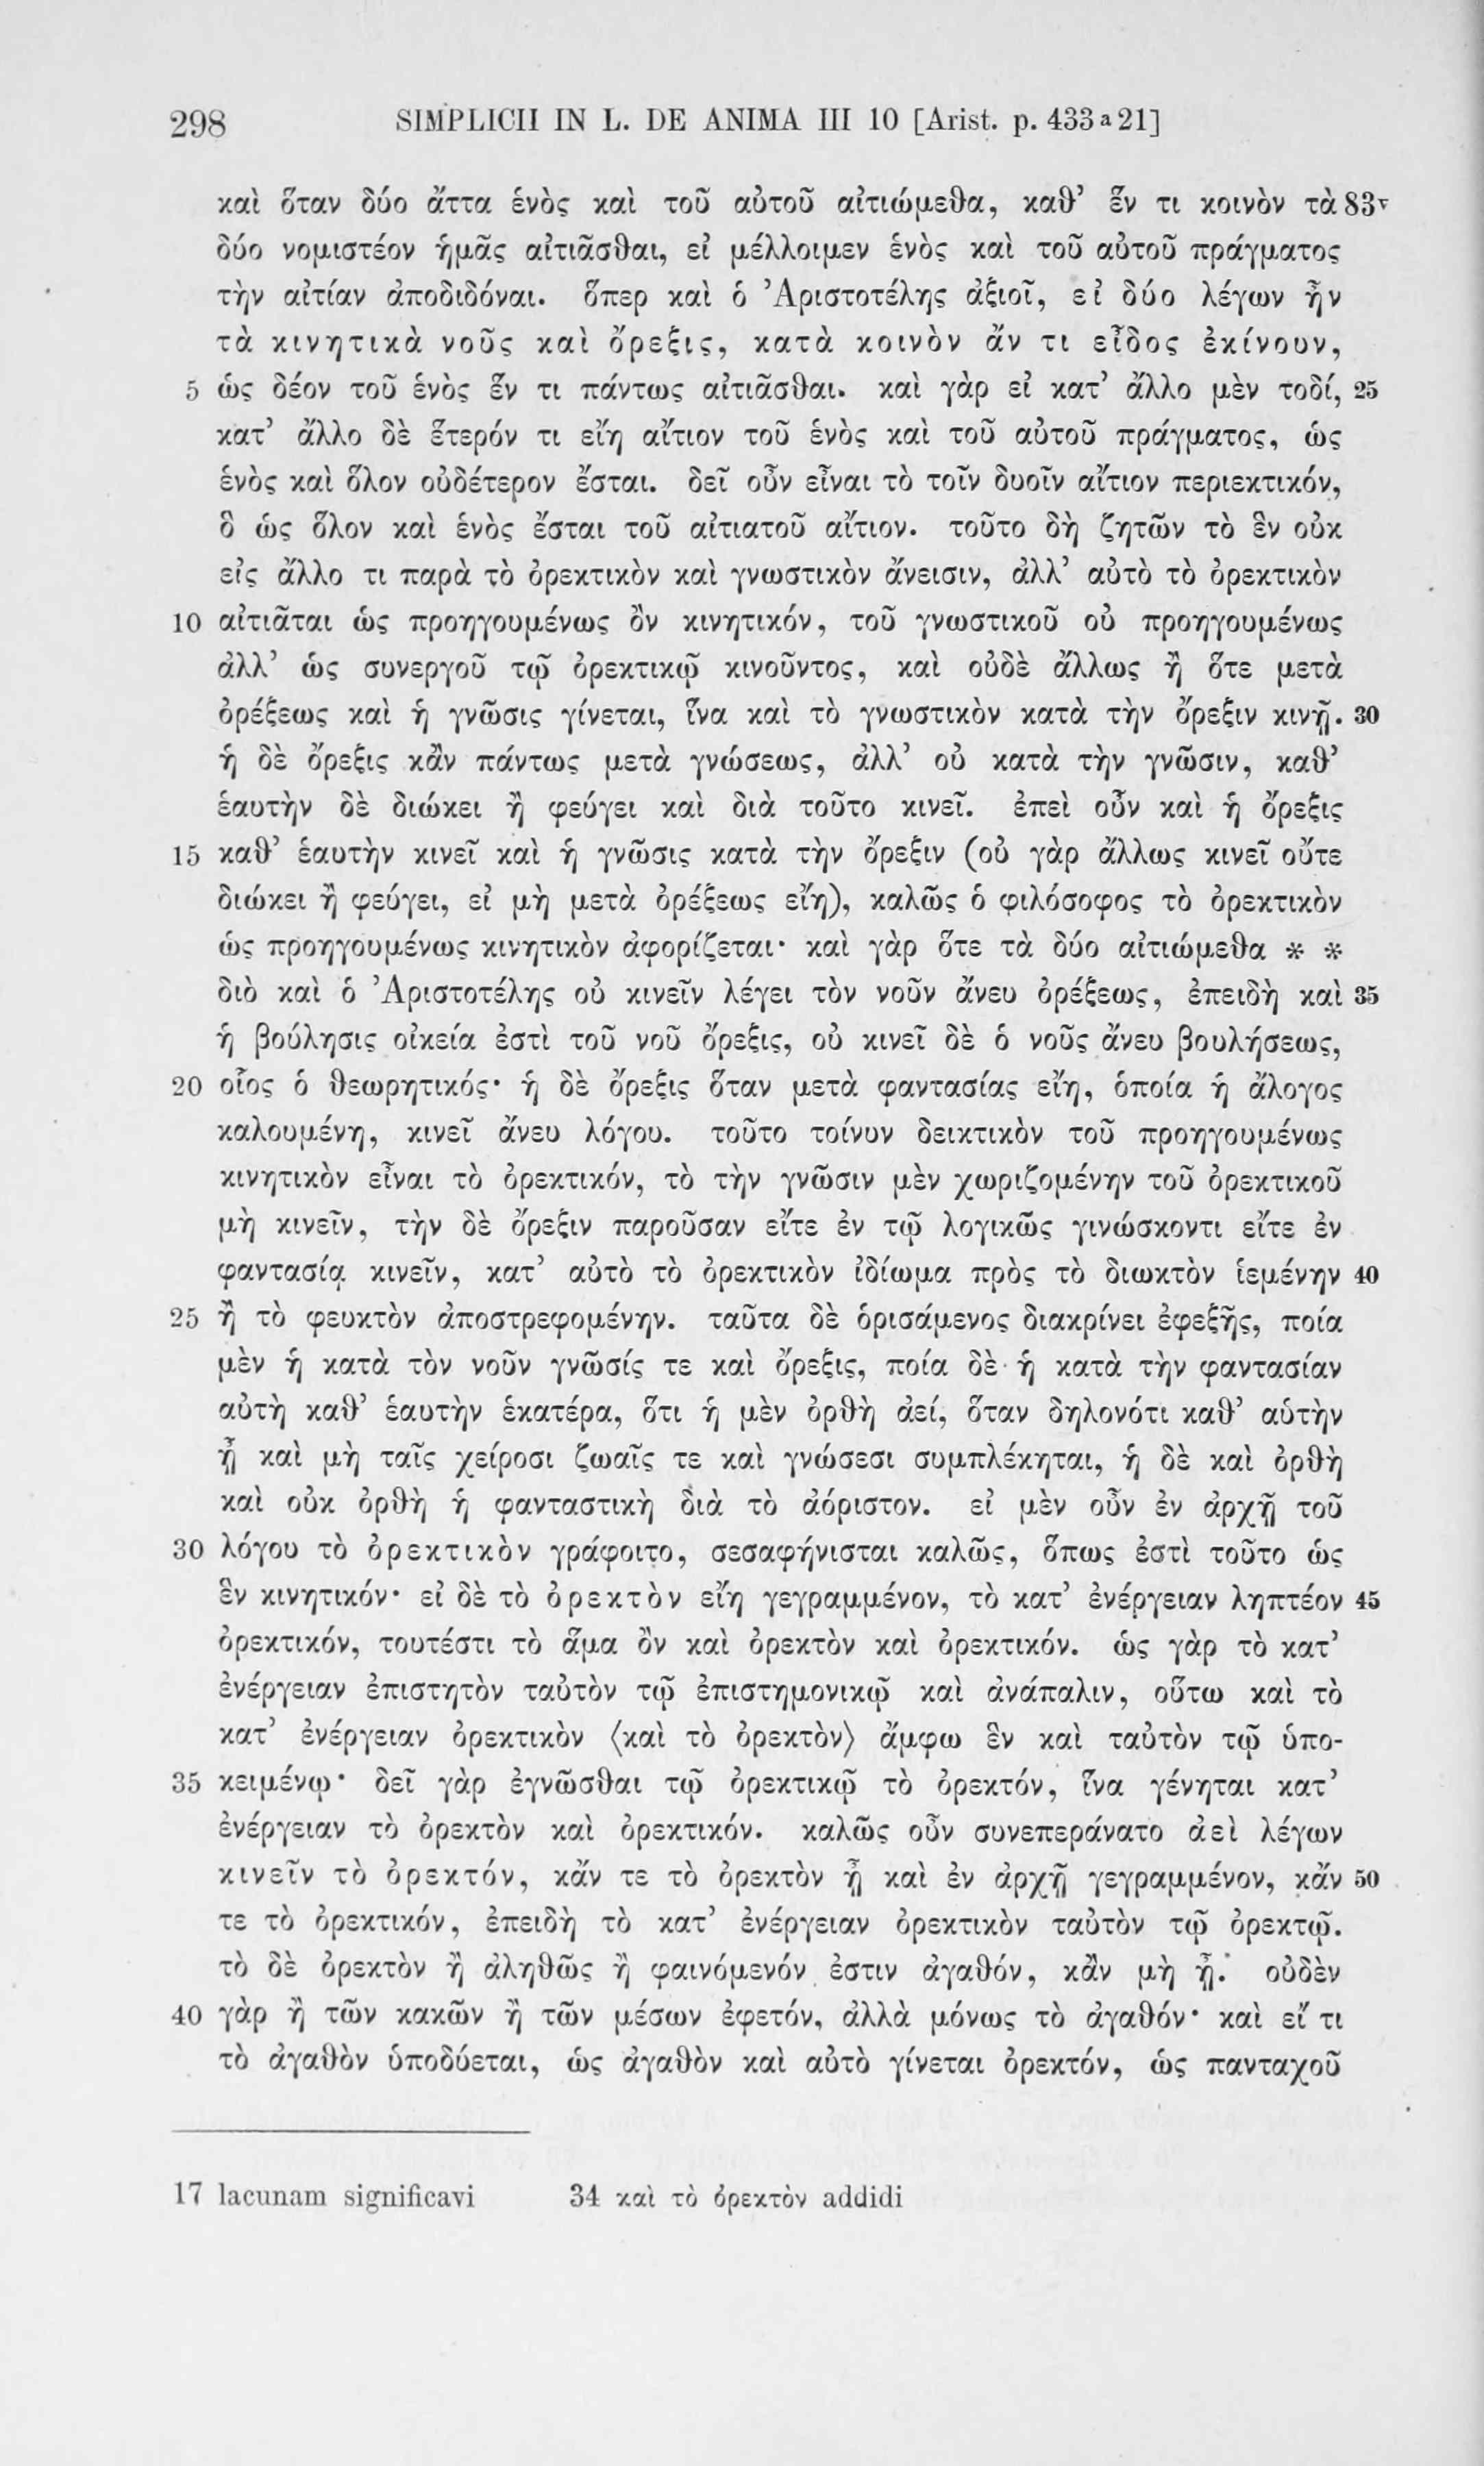 298 SIMPLICII IN L. DE ANIMA III 10 [Arist. p. 433 a 21]
καὶ ὅταν δύο ἄττα ἑνὸς καὶ τοῦ αὐτοῦ αἰτιώμεθα, καθ’ ἕν τι κοινὸν τὰ 83v
δύο νομιστέον ἡμᾶς αἰτιᾶσθαι, εἰ μέλλοιμεν ἑνὸς καὶ τοῦ αὐτοῦ πράγματος
τὴν αἰτίαν ἀποδιδόναι. ὅπερ καὶ ὁ Ἀριστοτέλης ἀξιοῖ, εἰ δύο λέγων ἦν
τὰ κινητικὰ νοῦς καὶ ὄρεξις, κατὰ κοινὸν ἄν τι εἶδος ἐκίνουν,
5 ὡς δέον τοῦ ἑνὸς ἕν τι πάντως αἰτιᾶσθαι. καὶ γὰρ εἰ κατ’ ἄλλο μὲν τοδί, 25
κατ’ ἄλλο δὲ ἕτερόν τι εἴη αἴτιον τοῦ ἑνὸς καὶ τοῦ αὐτοῦ πράγματος, ὡς
ἑνὸς καὶ ὅλον οὐδέτερον ἔσται. δεῖ οὖν εἶναι τὸ τοῖν δυοῖν αἴτιον περιεκτικόν,
ὃ ὡς ὅλον καὶ ἑνὸς ἔσται τοῦ αἰτιατοῦ αἴτιον. τοῦτο δὴ ζητῶν τὸ ἓν οὐκ
εἰς ἄλλο τι παρὰ τὸ ὀρεκτικὸν καὶ γνωστικὸν ἄνεισιν, ἀλλ’ αὐτὸ τὸ ὀρεκτικὸν
10 αἰτιᾶται ὡς προηγουμένως ὂν κινητικόν, τοῦ γνωστικοῦ οὐ προηγουμένως
ἀλλ’ ὡς συνεργοῦ τῷ ὀρεκτικῷ κινοῦντος, καὶ οὐδὲ ἄλλως ἢ ὅτε μετὰ
ὀρέξεως καὶ ἡ γνῶσις γίνεται, ἵνα καὶ τὸ γνωστικὸν κατὰ τὴν ὄρεξιν κινῇ. 30
ἡ δὲ ὄρεξις κἂν πάντως μετὰ γνώσεως, ἀλλ’ οὐ κατὰ τὴν γνῶσιν, καθ’
ἑαυτὴν δὲ διώκει ἢ φεύγει καὶ διὰ τοῦτο κινεῖ. ἐπεὶ οὖν καὶ ἡ ὄρεξις
15 καθ’ ἑαυτὴν κινεῖ καὶ ἡ γνῶσις κατὰ τὴν ὄρεξιν (οὐ γὰρ ἄλλως κινεῖ οὔτε
διώκει ἢ φεύγει, εἰ μὴ μετὰ ὀρέξεως εἴη), καλῶς ὁ φιλόσοφος τὸ ὀρεκτικὸν
ὡς προηγουμένως κινητικὸν ἀφορίζεται· καὶ γὰρ ὅτε τὰ δύο αἰτιώμεθα * *
διὸ καὶ ὁ Ἀριστοτέλης οὐ κινεῖν λέγει τὸν νοῦν ἄνευ ὀρέξεως, ἐπειδὴ καὶ 35
ἡ βούλησις οἰκεία ἐστὶ τοῦ νοῦ ὄρεξις, οὐ κινεῖ δὲ ὁ νοῦς ἄνευ βουλήσεως,
20 οἷος ὁ θεωρητικός· ἡ δὲ ὄρεξις ὅταν μετὰ φαντασίας εἴη, ὁποία ἡ ἄλογος
καλουμένη, κινεῖ ἄνευ λόγου. τοῦτο τοίνυν δεικτικὸν τοῦ προηγουμένως
κινητικὸν εἶναι τὸ ὀρεκτικόν, τὸ τὴν γνῶσιν μὲν χωριζομένην τοῦ ὀρεκτικοῦ
μὴ κινεῖν, τὴν δὲ ὄρεξιν παροῦσαν εἴτε ἐν τῷ λογικῶς γινώσκοντι εἴτε ἐν
φαντασίᾳ κινεῖν, κατ’ αὐτὸ τὸ ὀρεκτικὸν ἰδίωμα πρὸς τὸ διωκτὸν ἱεμένην 40
25 ἢ τὸ φευκτὸν ἀποστρεφομένην. ταῦτα δὲ ὁρισάμενος διακρίνει ἐφεξῆς, ποία
μὲν ἡ κατὰ τὸν νοῦν γνῶσίς τε καὶ ὄρεξις, ποία δὲ ἡ κατὰ τὴν φαντασίαν
αὐτὴ καθ’ ἑαυτὴν ἑκατέρα, ὅτι ἡ μὲν ὀρθὴ ἀεί, ὅταν δηλονότι καθ’ αὑτὴν
ᾖ καὶ μὴ ταῖς χείροσι ζωαῖς τε καὶ γνώσεσι συμπλέκηται, ἡ δὲ καὶ ὀρθὴ
καὶ οὐκ ὀρθὴ ἡ φανταστικὴ διὰ τὸ ἀόριστον. εἰ μὲν οὖν ἐν ἀρχῇ τοῦ
30 λόγου τὸ ὀρεκτικὸν γράφοιτο, σεσαφήνισται καλῶς, ὅπως ἐστὶ τοῦτο ὡς
ἓν κινητικόν· εἰ δὲ τὸ ὀρεκτὸν εἴη γεγραμμένον, τὸ κατ’ ἐνέργειαν ληπτέον 45
ὀρεκτικόν, τουτέστι τὸ ἅμα ὂν καὶ ὀρεκτὸν καὶ ὀρεκτικόν. ὡς γὰρ τὸ κατ’
ἐνέργειαν ἐπιστητὸν ταὐτὸν τῷ ἐπιστημονικῷ καὶ ἀνάπαλιν, οὕτω καὶ τὸ
κατ’ ἐνέργειαν ὀρεκτικὸν ⟨καὶ τὸ ὀρεκτὸν⟩ ἄμφω ἓν καὶ ταὐτὸν τῷ ὑπο-
35 κειμένῳ· δεῖ γὰρ ἐγνῶσθαι τῷ ὀρεκτικῷ τὸ ὀρεκτόν, ἵνα γένηται κατ’
ἐνέργειαν τὸ ὀρεκτὸν καὶ ὀρεκτικόν. καλῶς οὖν συνεπεράνατο ἀεὶ λέγων
κινεῖν τὸ ὀρεκτόν, κἄν τε τὸ ὀρεκτὸν ᾖ καὶ ἐν ἀρχῇ γεγραμμένον, κἄν 50
τε τὸ ὀρεκτικόν, ἐπειδὴ τὸ κατ’ ἐνέργειαν ὀρεκτικὸν ταὐτὸν τῷ ὀρεκτῷ.
τὸ δὲ ὀρεκτὸν ἢ ἀληθῶς ἢ φαινόμενόν ἐστιν ἀγαθόν, κἂν μὴ ᾖ. οὐδὲν
40 γὰρ ἢ τῶν κακῶν ἢ τῶν μέσων ἐφετόν, ἀλλὰ μόνως τὸ ἀγαθόν· καὶ εἴ τι
τὸ ἀγαθὸν ὑποδύεται, ὡς ἀγαθὸν καὶ αὐτὸ γίνεται ὀρεκτόν, ὡς πανταχοῦ
17 lacunam significavi 34 καὶ τὸ ὀρεκτὸν addidi